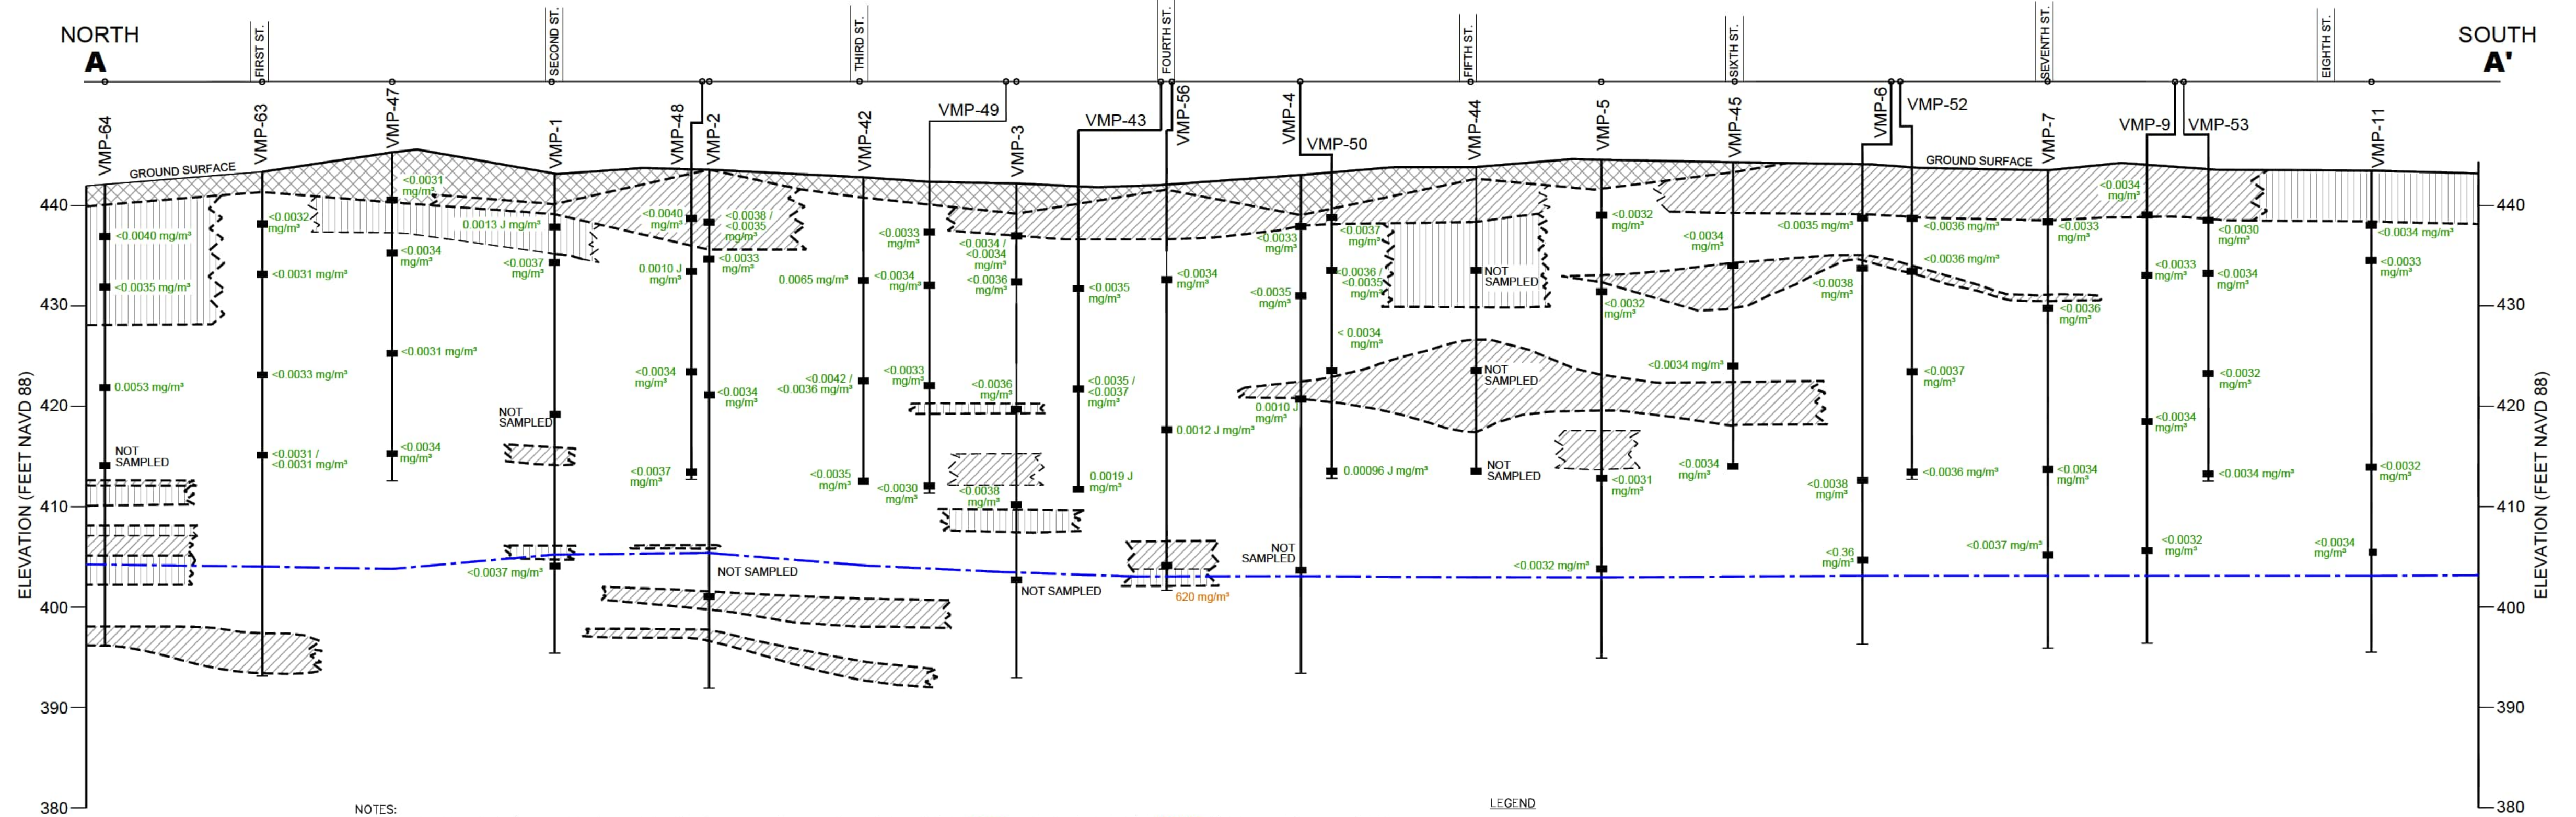 NORTH
A
SOUTH
A'
FIRST ST.
SECOND ST.
THIRD ST.
FOURTH ST.
FIFTH ST.
SIXTH ST.
SEVENTH ST.
EIGHTH ST.
VMP-64
VMP-63
VMP-47
VMP-1
VMP-48
VMP-2
VMP-42
VMP-49
VMP-3
VMP-43
VMP-56
VMP-4
VMP-50
VMP-44
VMP-5
VMP-45
VMP-6
VMP-52
VMP-7
VMP-9
VMP-53
VMP-11
GROUND SURFACE
GROUND SURFACE
ELEVATION (FEET NAVD 88)
440
430
420
410
400
390
380
<0.0040 mg/m³
<0.0035 mg/m³
0.0053 mg/m³
NOT
SAMPLED
<0.0032
mg/m³
<0.0031 mg/m³
<0.0033 mg/m³
<0.0031 /
<0.0031 mg/m³
<0.0031
mg/m³
<0.0034
mg/m³
<0.0031 mg/m³
<0.0034
mg/m³
0.0013 J mg/m³
<0.0037
mg/m³
NOT
SAMPLED
<0.0037 mg/m³
<0.0040
mg/m³
0.0010 J
mg/m³
<0.0034
mg/m³
<0.0037
mg/m³
<0.0038 /
<0.0035
mg/m³
<0.0033
mg/m³
<0.0034
mg/m³
NOT SAMPLED
0.0065 mg/m³
<0.0042 /
<0.0036 mg/m³
<0.0035
mg/m³
<0.0033
mg/m³
<0.0034
mg/m³
<0.0033
mg/m³
<0.0030
mg/m³
<0.0034 /
<0.0034
mg/m³
<0.0036
mg/m³
<0.0036
mg/m³
<0.0038
mg/m³
NOT SAMPLED
<0.0035
mg/m³
<0.0035 /
<0.0037
mg/m³
0.0019 J
mg/m³
<0.0034
mg/m³
0.0012 J mg/m³
620 mg/m³
<0.0033
mg/m³
<0.0035
mg/m³
0.0010 J
mg/m³
NOT
SAMPLED
<0.0037
mg/m³
<0.0036 /
<0.0035
mg/m³
< 0.0034
mg/m³
0.00096 J mg/m³
NOT
SAMPLED
NOT
SAMPLED
NOT
SAMPLED
<0.0032
mg/m³
<0.0032
mg/m³
<0.0031
mg/m³
<0.0032 mg/m³
<0.0034
mg/m³
<0.0034 mg/m³
<0.0034
mg/m³
<0.0035 mg/m³
<0.0038
mg/m³
<0.0038
mg/m³
<0.36
mg/m³
<0.0036 mg/m³
<0.0036 mg/m³
<0.0037
mg/m³
<0.0036 mg/m³
<0.0033
mg/m³
<0.0036
mg/m³
<0.0034
mg/m³
<0.0037 mg/m³
<0.0034
mg/m³
<0.0033
mg/m³
<0.0034
mg/m³
<0.0032
mg/m³
<0.0030
mg/m³
<0.0034
mg/m³
<0.0032
mg/m³
<0.0034 mg/m³
<0.0034 mg/m³
<0.0033
mg/m³
<0.0032
mg/m³
<0.0034
mg/m³
440
430
420
410
400
390
380
ELEVATION (FEET NAVD 88)
NOTES:
LEGEND